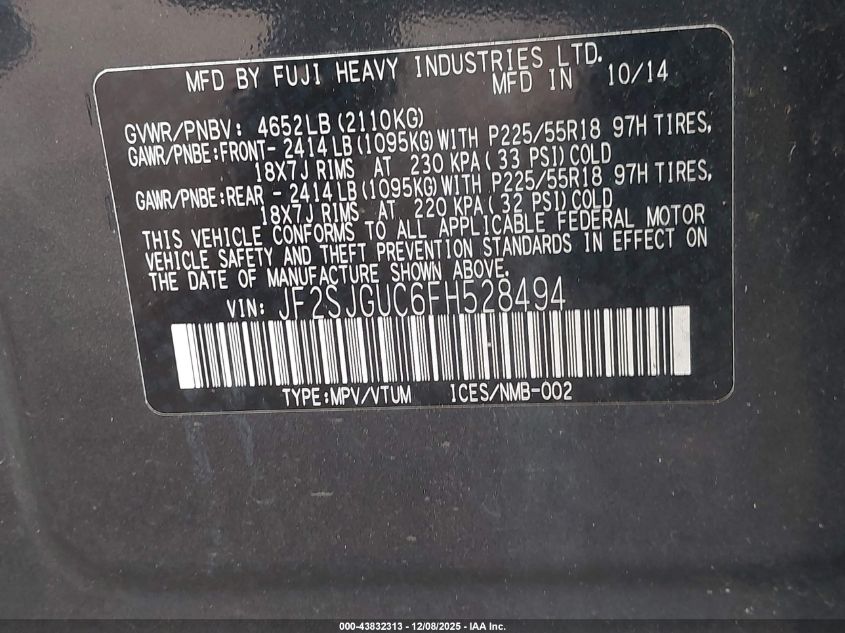 MFD BY FUJI HEAVY INDUSTRIES LTD.
MFD IN 10/14
GVWR/PNBV: 4652LB(2110KG)
GAWR/PNBE:FRONT- 2414LB(1095KG)WITH P225/55R18 97H TIRES,
18X7J RIMS AT 230 KPA(33 PSI)COLD
GAWR/PNBE:REAR - 2414LB(1095KG)WITH P225/55R18 97H TIRES,
18X7J RIMS AT 220 KPA(32 PSI)COLD
THIS VEHICLE CONFORMS TO ALL APPLICABLE FEDERAL MOTOR
VEHICLE SAFETY AND THEFT PREVENTION STANDARDS IN EFFECT ON
THE DATE OF MANUFACTURE SHOWN ABOVE.
VIN: JF2SJGUC6FH528494
TYPE:MPV/VTUM ICES/NMB-002
000-43832313 - 12/08/2025 - IAA Inc.